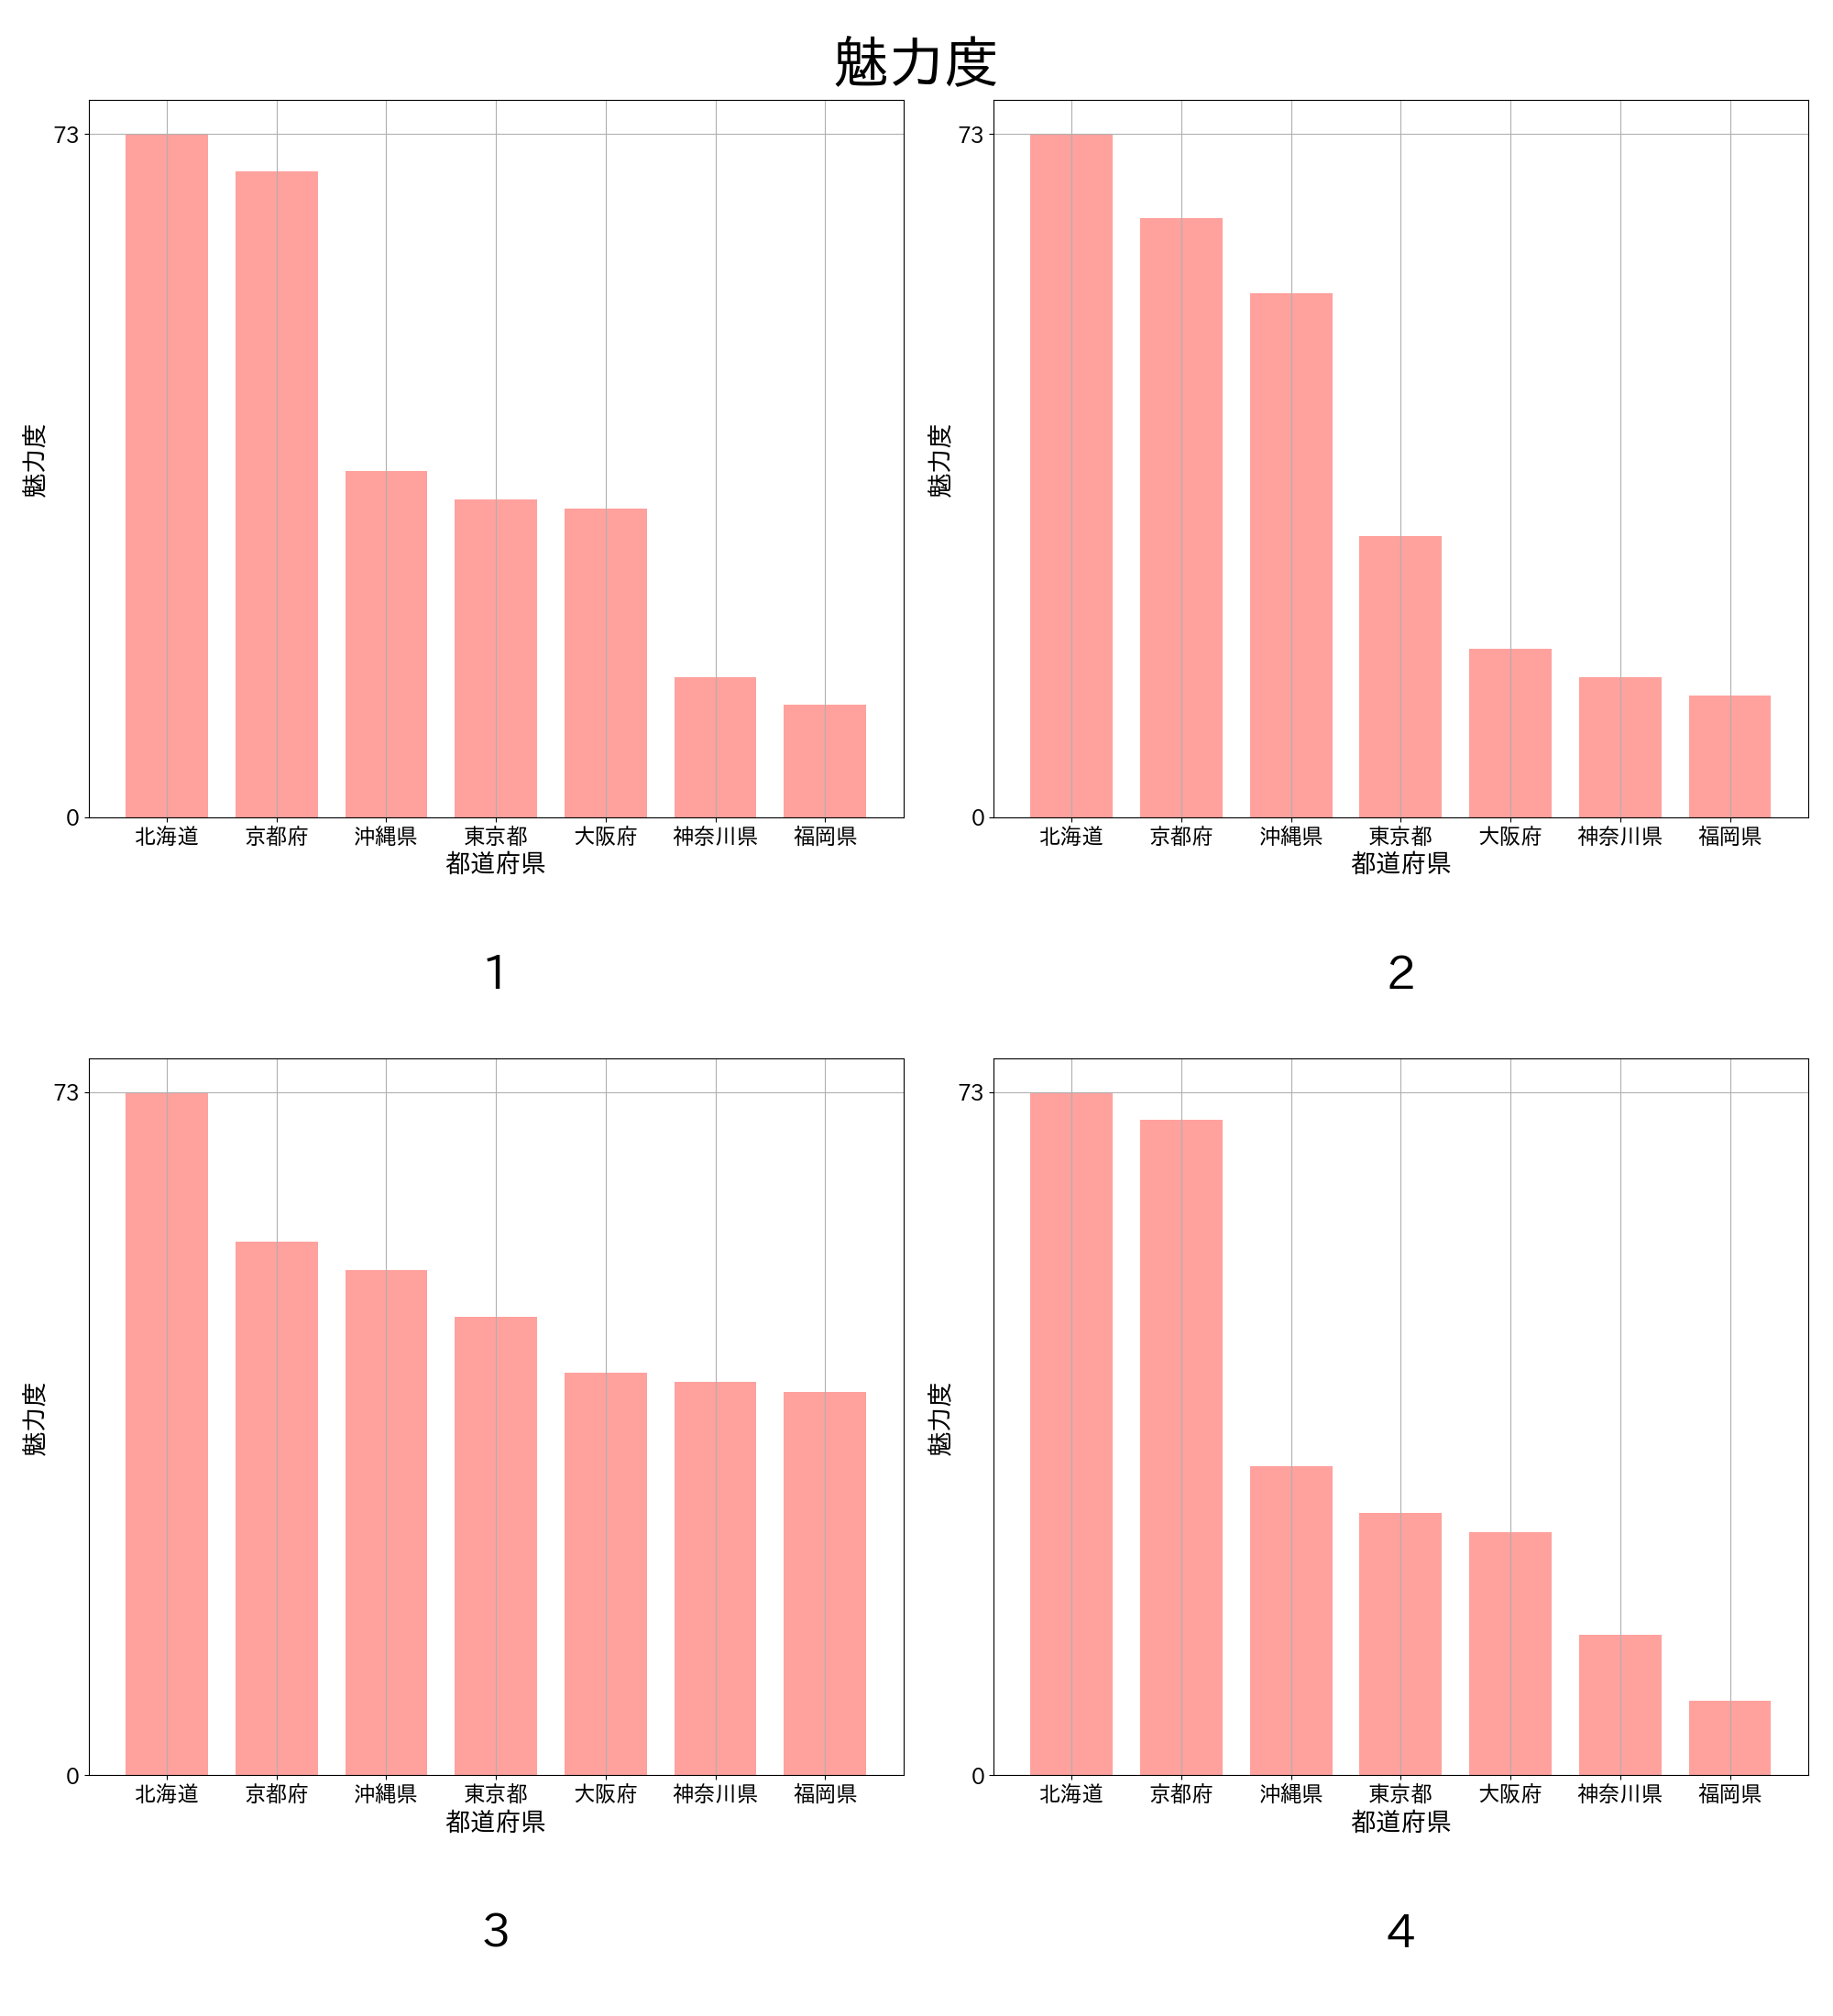 魅力度
73
0
魅力度
北海道 京都府 沖縄県 東京都 大阪府 神奈川県 福岡県
都道府県
1
73
0
魅力度
北海道 京都府 沖縄県 東京都 大阪府 神奈川県 福岡県
都道府県
2
73
0
魅力度
北海道 京都府 沖縄県 東京都 大阪府 神奈川県 福岡県
都道府県
3
73
0
魅力度
北海道 京都府 沖縄県 東京都 大阪府 神奈川県 福岡県
都道府県
4